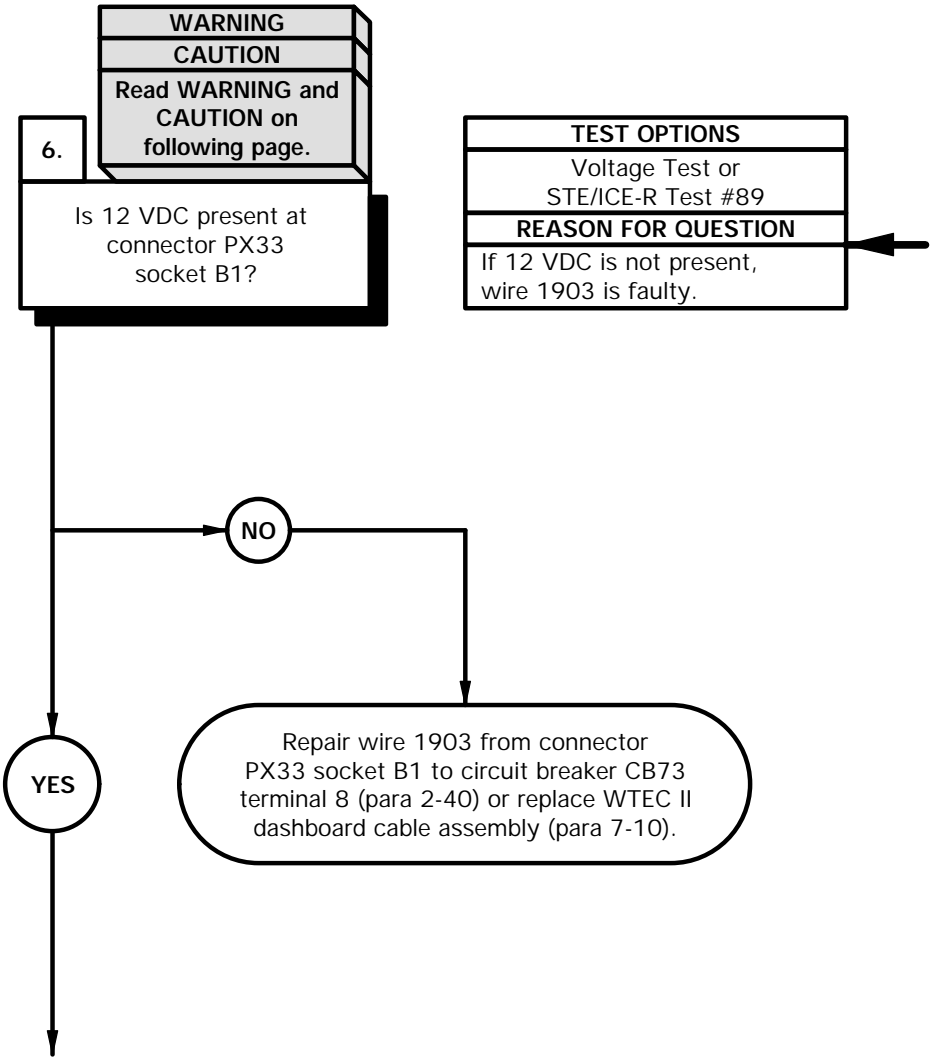 WARNING
CAUTION
Read WARNING and
CAUTION on
following page.
6.
Is 12 VDC present at
connector PX33
socket B1?
TEST OPTIONS
Voltage Test or
STE/ICE-R Test #89
REASON FOR QUESTION
If 12 VDC is not present,
wire 1903 is faulty.
NO
YES
Repair wire 1903 from connector
PX33 socket B1 to circuit breaker CB73
terminal 8 (para 2-40) or replace WTEC II
dashboard cable assembly (para 7-10).